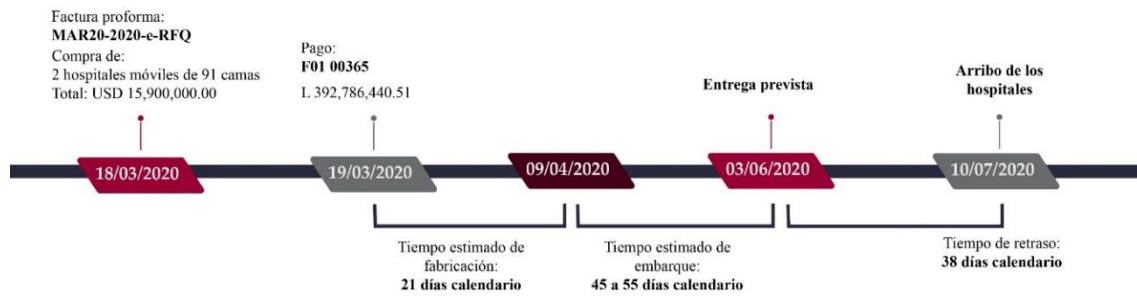 Factura proforma:
MAR20-2020-e-RFQ
Compra de:
2 hospitales móviles de 91 camas
Total: USD 15,900,000.00
Pago:
F01 00365
L 392,786,440.51
Entrega prevista
Arribo de los
hospitales
18/03/2020
19/03/2020
09/04/2020
03/06/2020
10/07/2020
Tiempo estimado de
fabricación:
21 días calendario
Tiempo estimado de
embarque:
45 a 55 días calendario
Tiempo de retraso:
38 días calendario